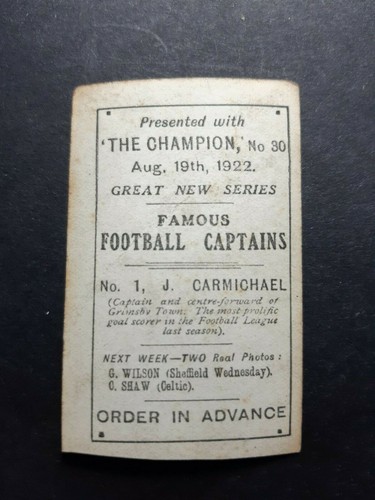 Presented with
'THE CHAMPION,' No 30
Aug. 19th, 1922.
GREAT NEW SERIES
FAMOUS
FOOTBALL CAPTAINS
No. 1, J. CARMICHAEL
(Captain and centre-forward of
Grimsby Town. The most prolific
goal scorer in the Football League
last season).
NEXT WEEK—TWO Real Photos:
G. WILSON (Sheffield Wednesday).
C. SHAW (Celtic).
ORDER IN ADVANCE